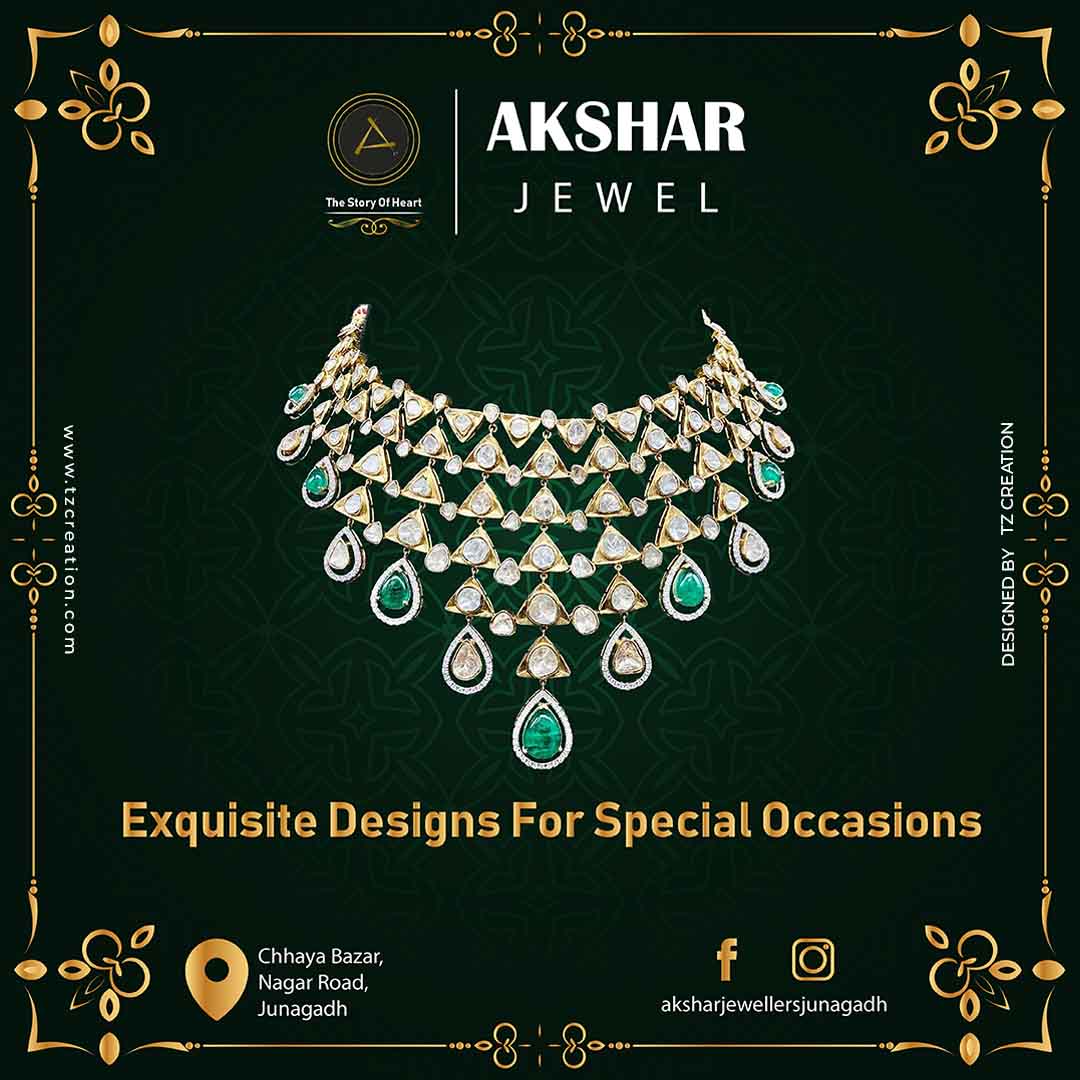 The Story Of Heart
AKSHAR
JEWEL
www.tzcreation.com
DESIGNED BY TZ CREATION
Exquisite Designs For Special Occasions
Chhaya Bazar,
Nagar Road,
Junagadh
aksharjewellersjunagadh